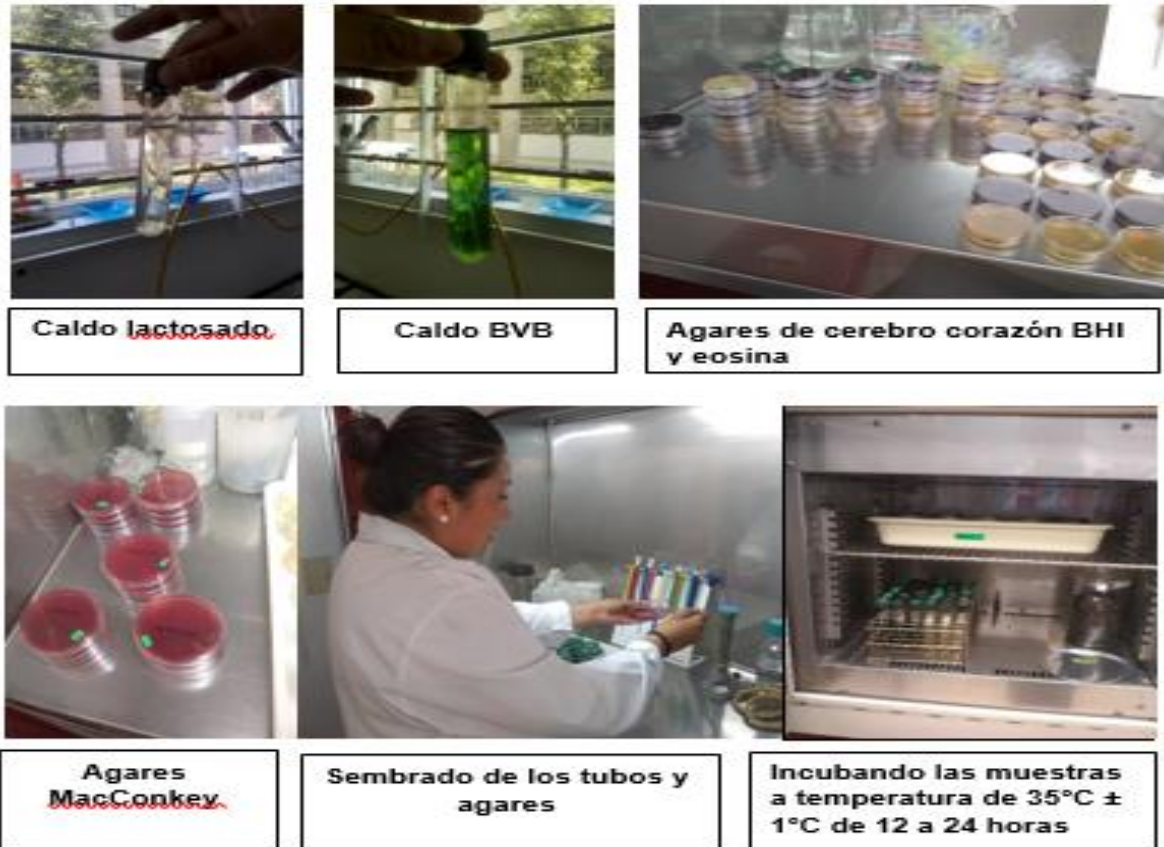 Caldo lactosado
Caldo BVB
Agares de cerebro corazón BHI
y eosina
Agares
MacConkey
Sembrado de los tubos y
agares
Incubando las muestras
a temperatura de 35°C ±
1°C de 12 a 24 horas